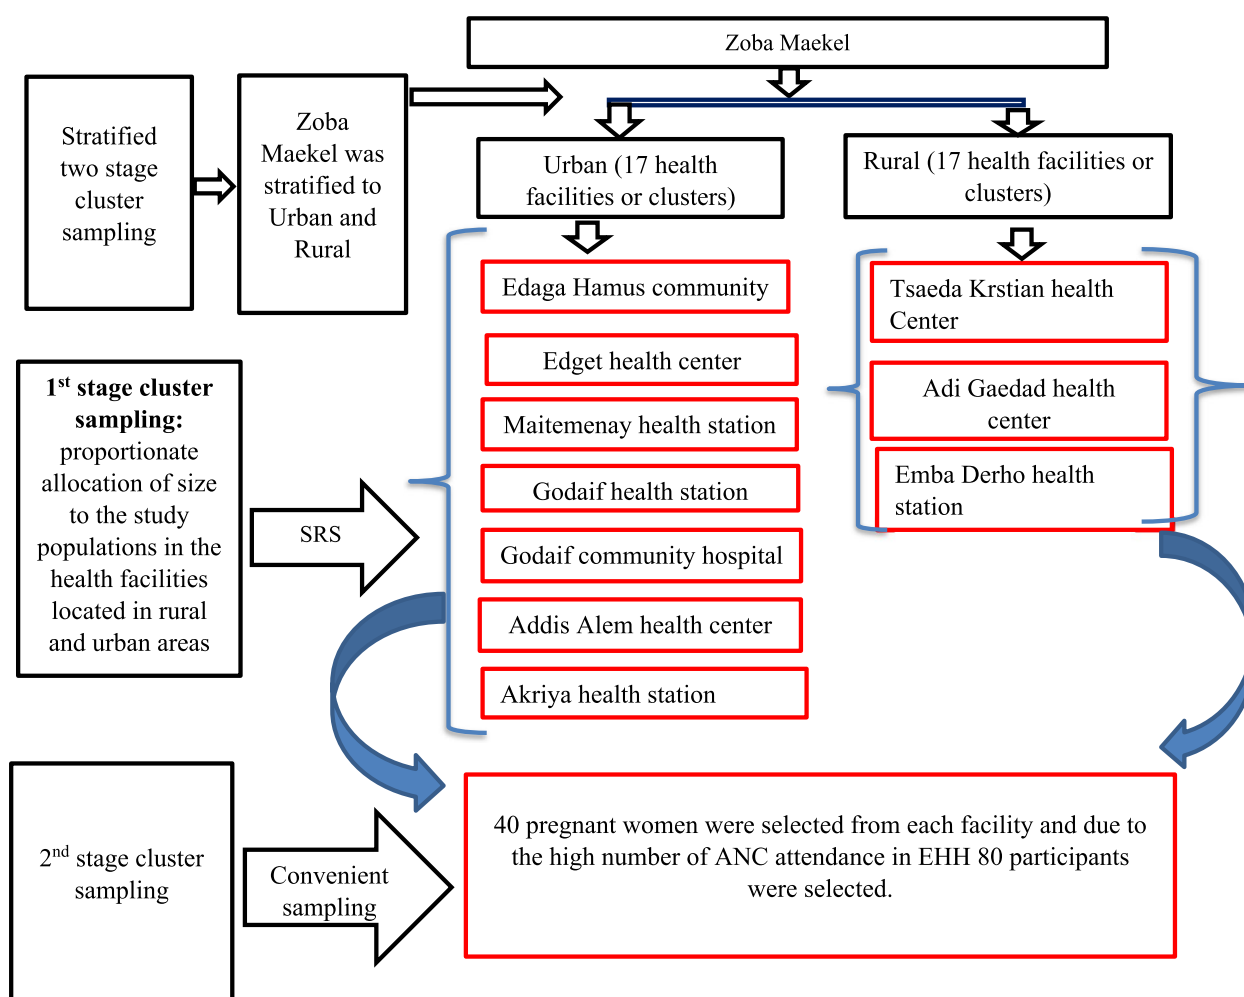 Zoba Maekel
Stratified
two stage
cluster
sampling
Zoba
Maekel was
stratified to
Urban and
Rural
Urban (17 health
facilities or clusters)
Rural (17 health facilities or
clusters)
Edaga Hamus community
Edget health center
Maitemenay health station
Godaif health station
Godaif community hospital
Addis Alem health center
Akriya health station
Tsaeda Krstian health
Center
Adi Gaedad health
center
Emba Derho health
station
1st stage cluster
sampling:
proportionate
allocation of size
to the study
populations in the
health facilities
located in rural
and urban areas
SRS
2nd stage cluster
sampling
Convenient
sampling
40 pregnant women were selected from each facility and due to
the high number of ANC attendance in EHH 80 participants
were selected.